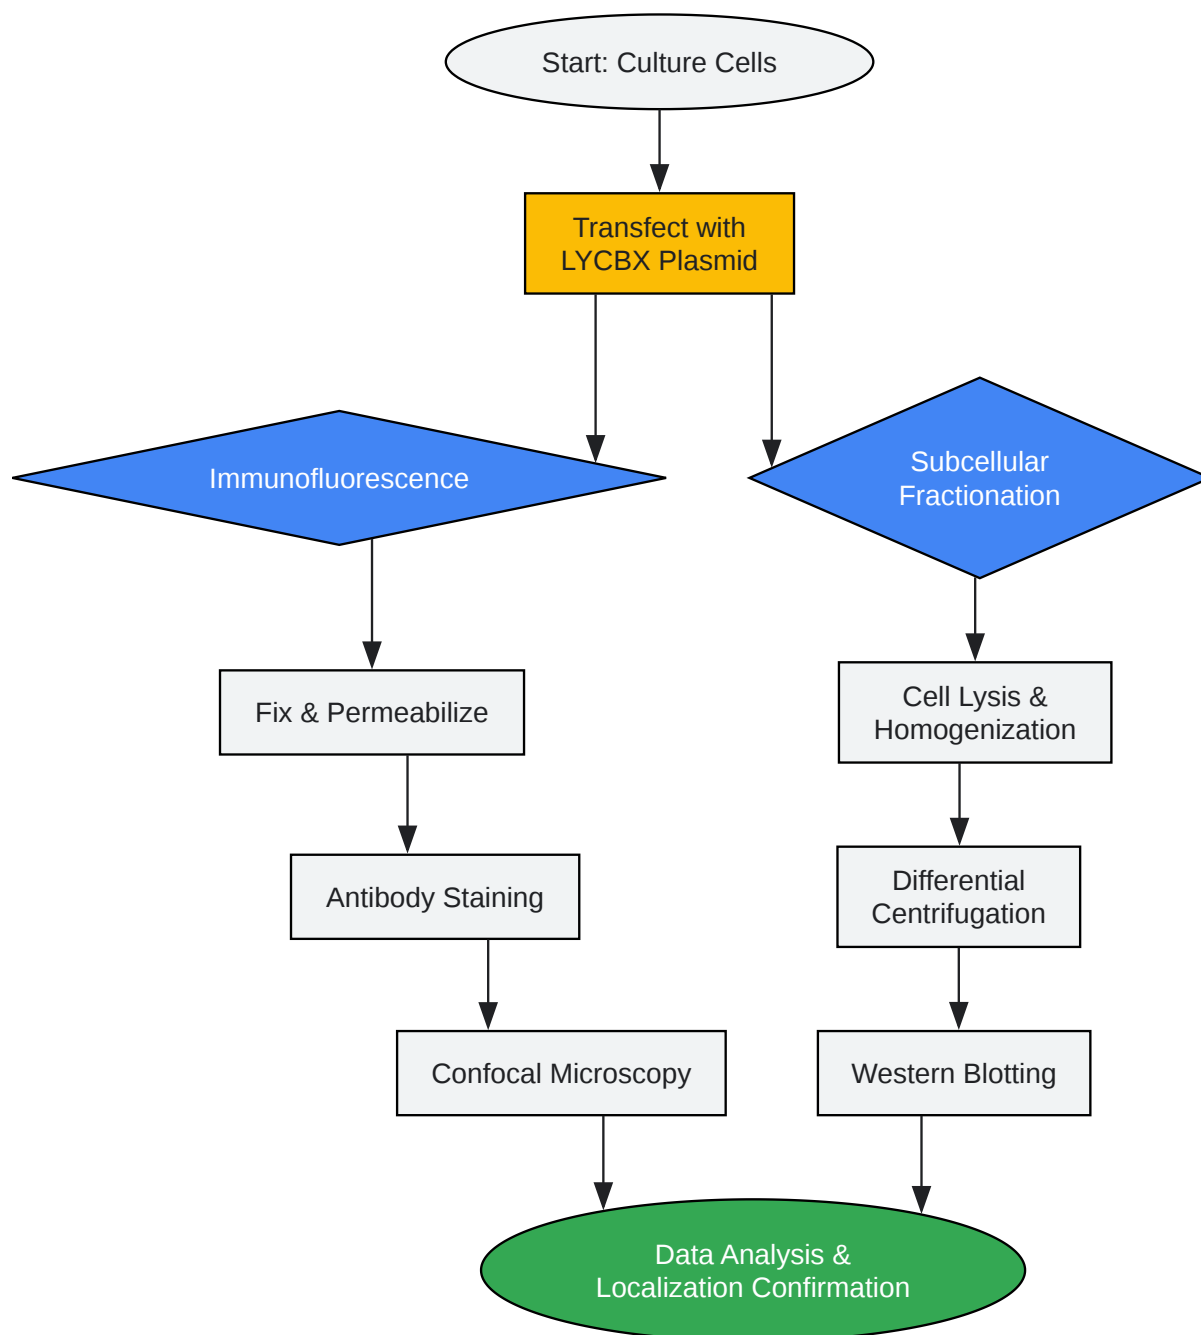 Start: Culture Cells
Transfect with
LYCBX Plasmid
Immunofluorescence
Subcellular
Fractionation
Fix & Permeabilize
Cell Lysis &
Homogenization
Antibody Staining
Differential
Centrifugation
Confocal Microscopy
Western Blotting
Data Analysis &
Localization Confirmation